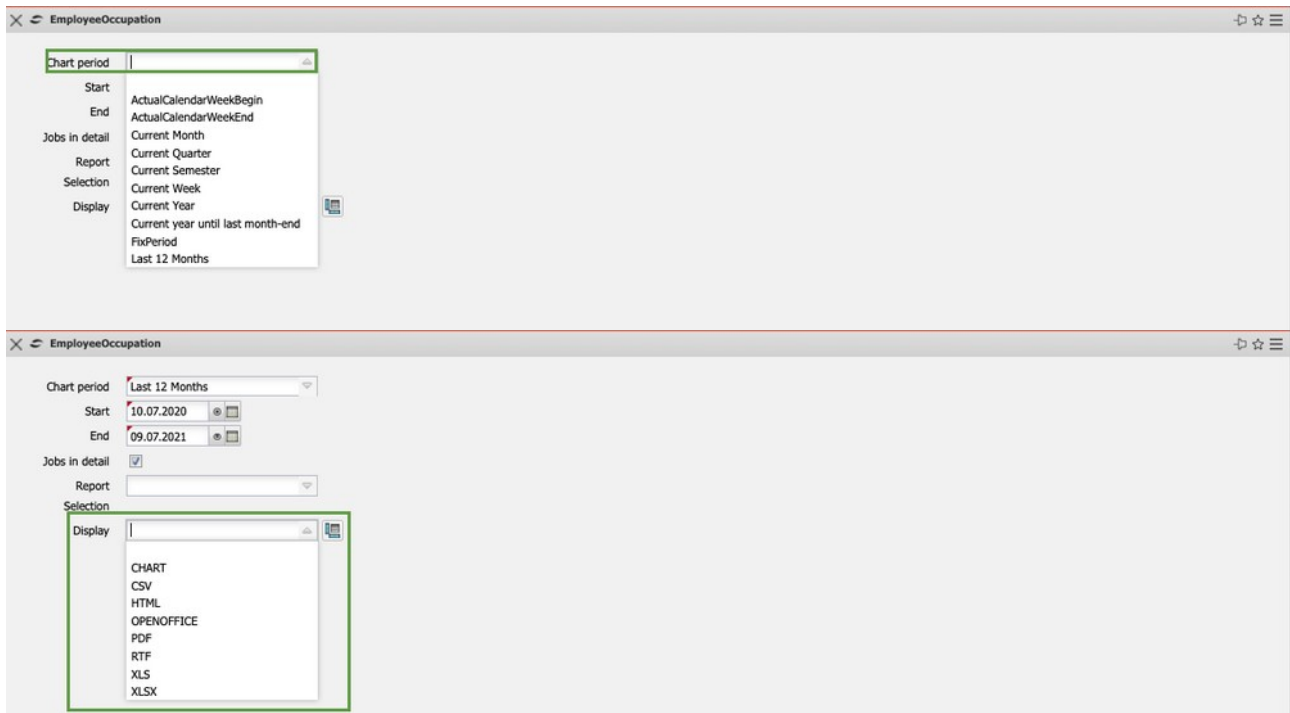 EmployeeOccupation
Chart period
Start
End
Jobs in detail
Report
Selection
Display
ActualCalendarWeekBegin
ActualCalendarWeekEnd
Current Month
Current Quarter
Current Semester
Current Week
Current Year
Current year until last month-end
FixPeriod
Last 12 Months
EmployeeOccupation
Chart period Last 12 Months
Start 10.07.2020
End 09.07.2021
Jobs in detail
Report
Selection
Display
CHART
CSV
HTML
OPENOFFICE
PDF
RTF
XLS
XLSX